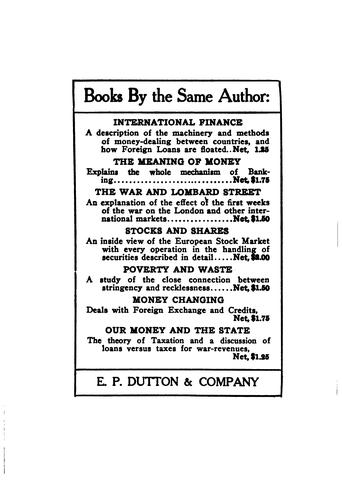 Books By the Same Author:
INTERNATIONAL FINANCE
A description of the machinery and methods
of money-dealing between countries, and
how Foreign Loans are floated..Net, 1.25
THE MEANING OF MONEY
Explains the whole mechanism of Bank-
ing..........................Net,$1.75
THE WAR AND LOMBARD STREET
An explanation of the effect of the first weeks
of the war on the London and other inter-
national markets................Net,$1.50
STOCKS AND SHARES
An inside view of the European Stock Market
with every operation in the handling of
securities described in detail.....Net,$2.00
POVERTY AND WASTE
A study of the close connection between
stringency and recklessness......Net,$1.50
MONEY CHANGING
Deals with Foreign Exchange and Credits,
Net,$1.75
OUR MONEY AND THE STATE
The theory of Taxation and a discussion of
loans versus taxes for war-revenues,
Net,$1.25
E. P. DUTTON & COMPANY